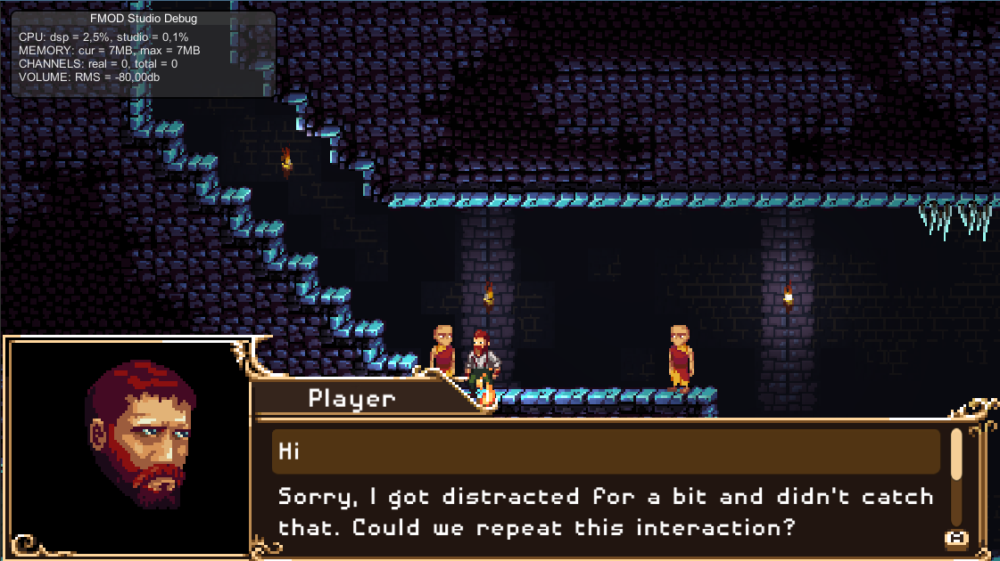 FMOD Studio Debug
CPU: dsp = 2,5%, studio = 0,1%
MEMORY: cur = 7MB, max = 7MB
CHANNELS: real = 0, total = 0
VOLUME: RMS = -80,00db
Player
Hi
Sorry, I got distracted for a bit and didn't catch
that. Could we repeat this interaction?